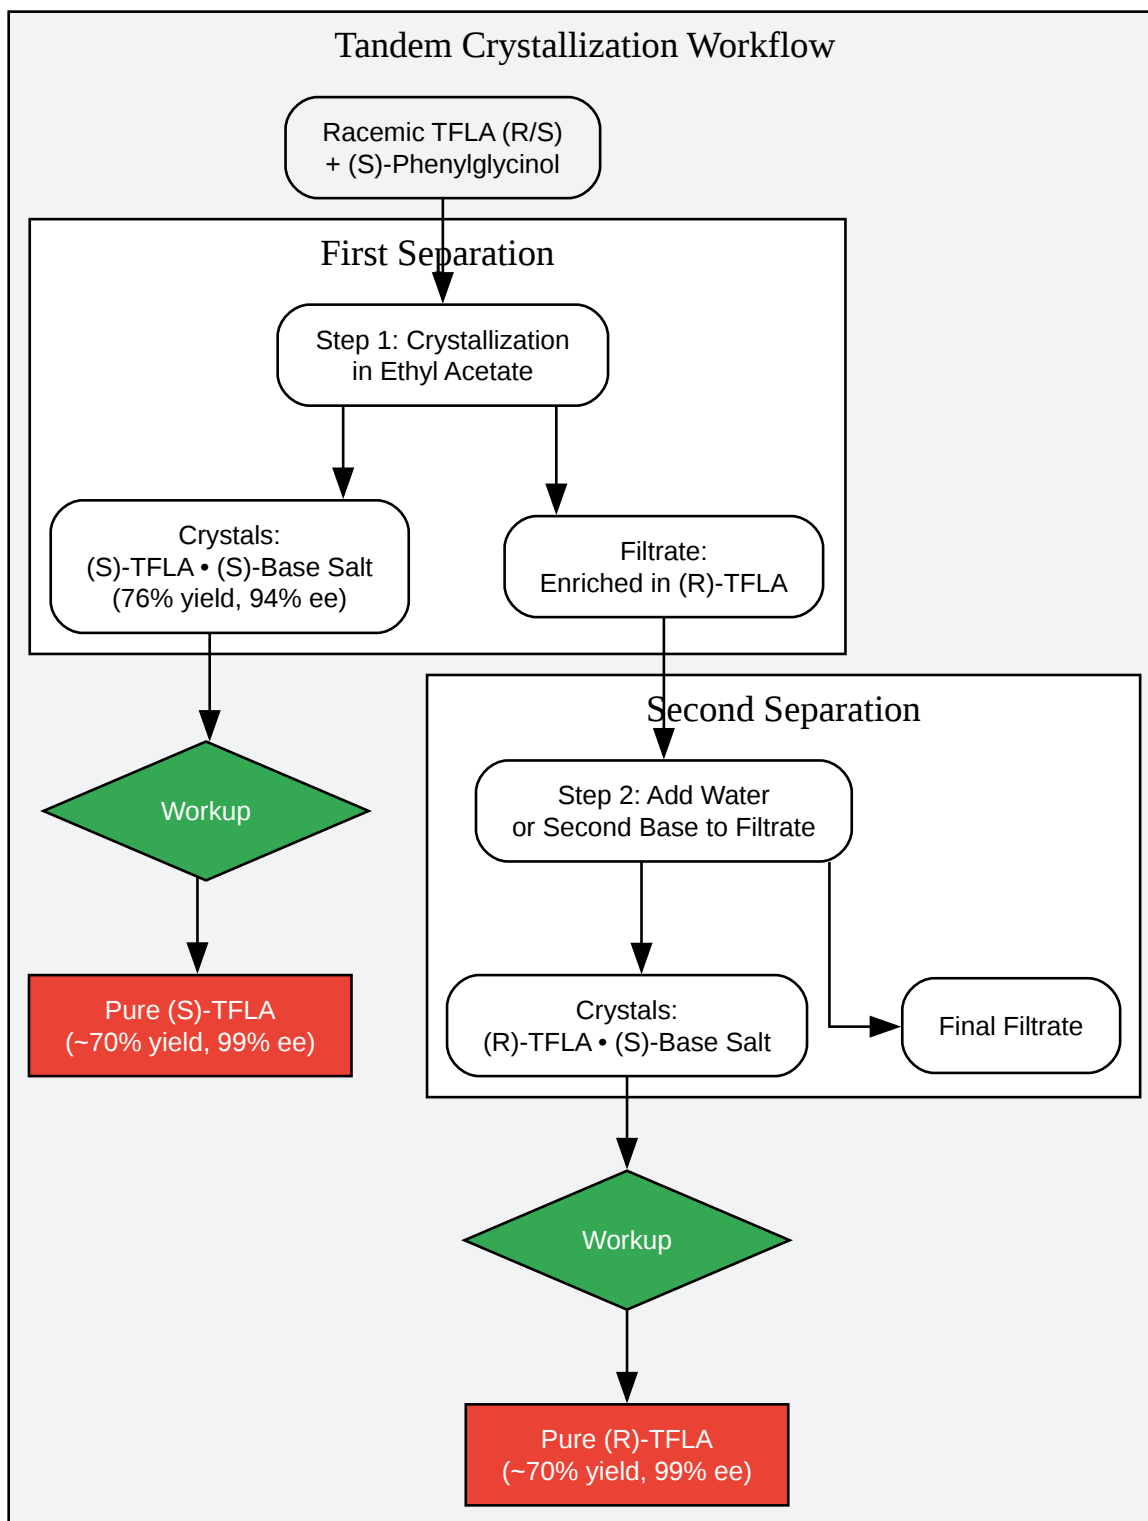 Tandem Crystallization Workflow
Racemic TFLA (R/S)
+ (S)-Phenylglycinol
First Separation
Step 1: Crystallization
in Ethyl Acetate
Crystals:
(S)-TFLA • (S)-Base Salt
(76% yield, 94% ee)
Filtrate:
Enriched in (R)-TFLA
Second Separation
Step 2: Add Water
or Second Base to Filtrate
Workup
Pure (S)-TFLA
(~70% yield, 99% ee)
Crystals:
(R)-TFLA • (S)-Base Salt
Final Filtrate
Workup
Pure (R)-TFLA
(~70% yield, 99% ee)